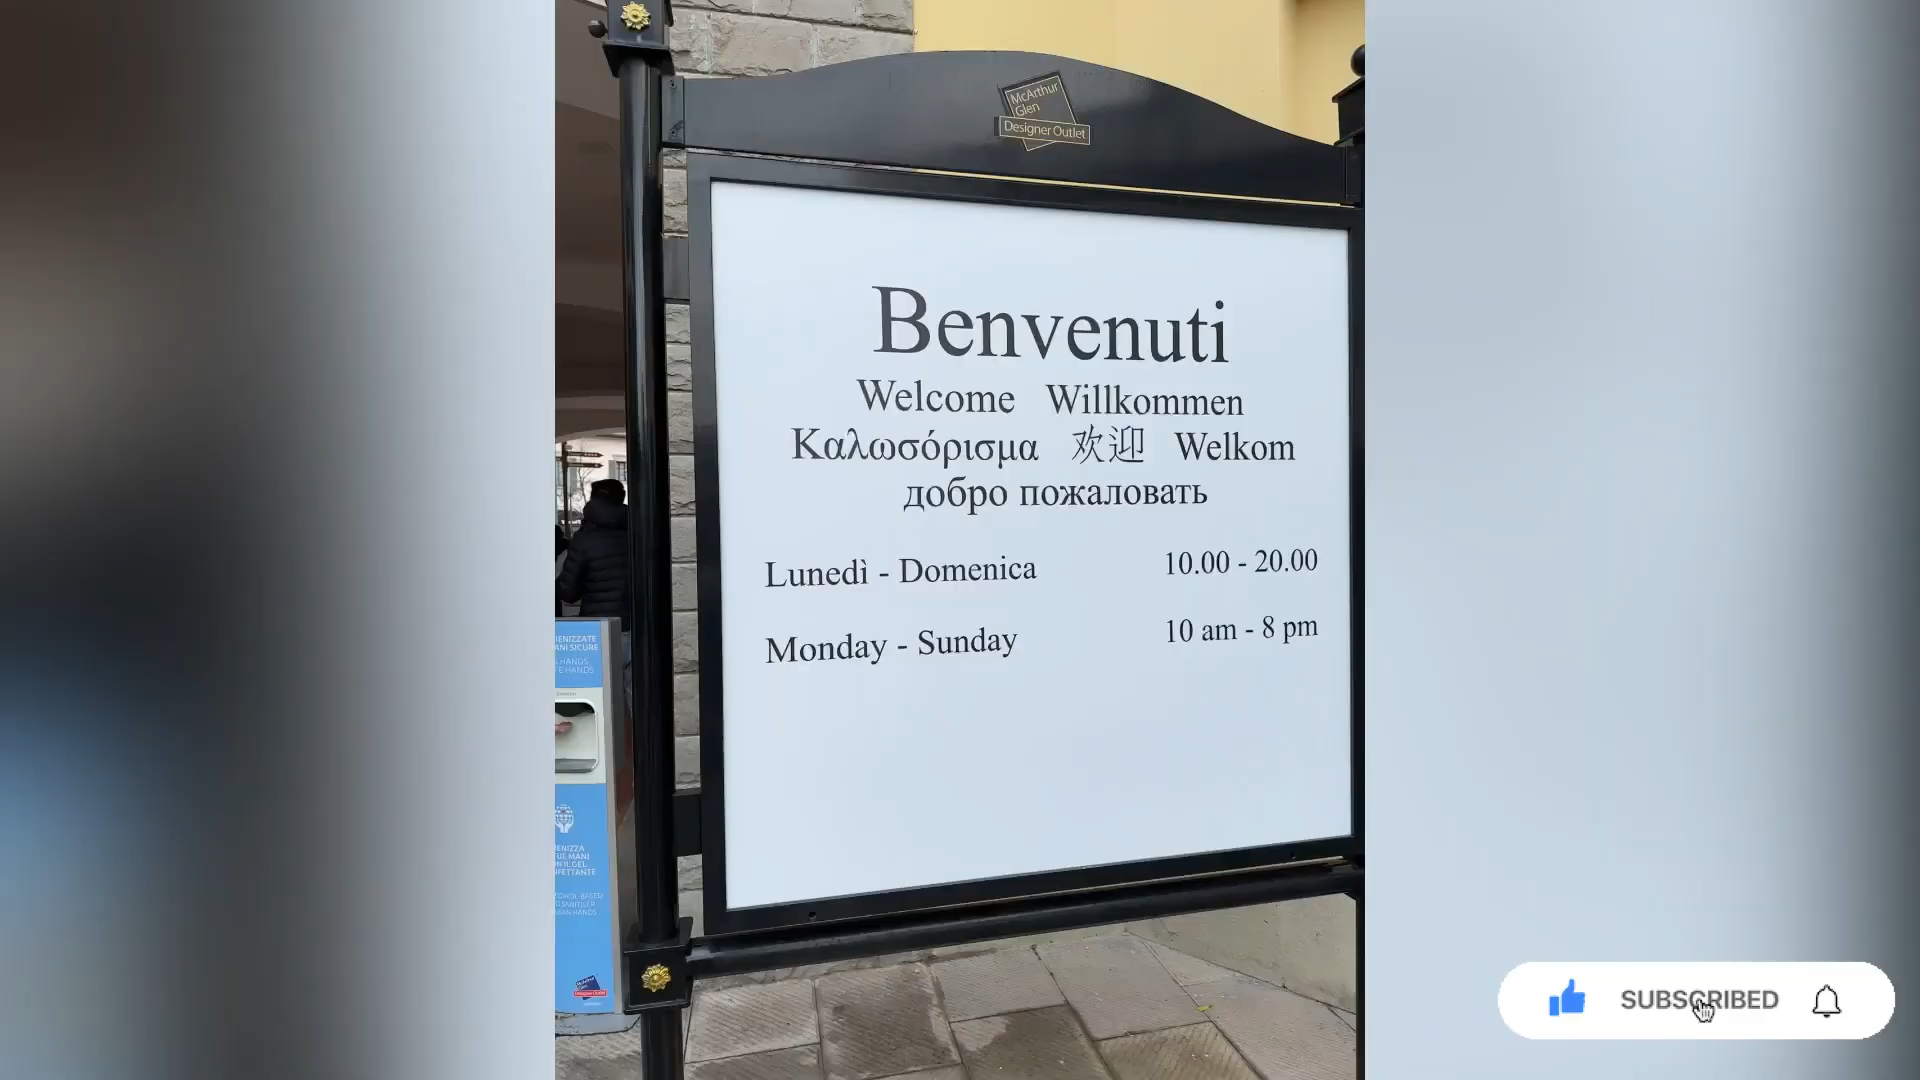 McArthur
Glen
Designer Outlet
Benvenuti
Welcome Willkommen
Καλωσόρισμα 欢迎 Welkom
добро пожаловать
Lunedì - Domenica 10.00 - 20.00
Monday - Sunday 10 am - 8 pm
SUBSCRIBED